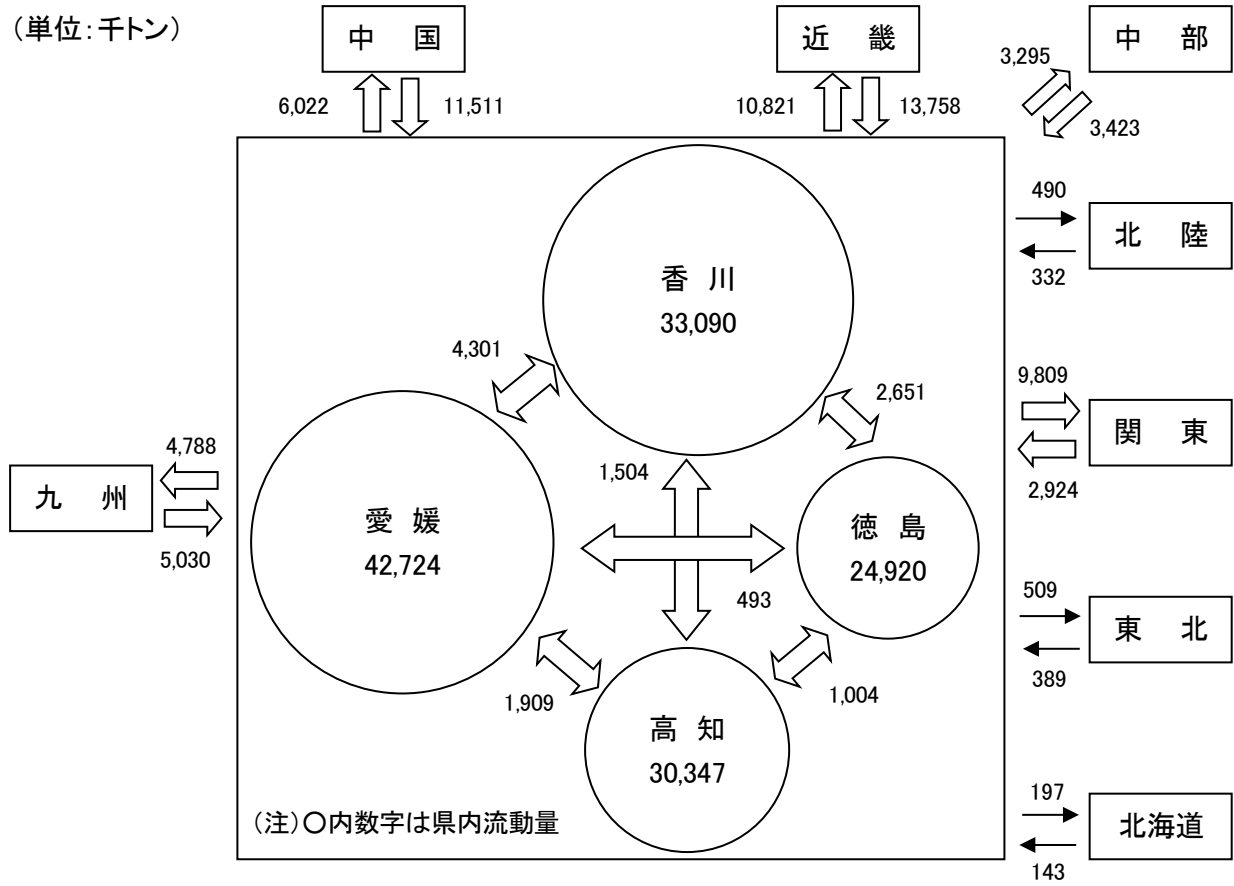 （単位：千トン）
中　国
近　畿
中　部
6,022
11,511
10,821
13,758
3,295
3,423
490
北　陸
332
香 川
33,090
4,301
2,651
9,809
関　東
2,924
4,788
九　州
5,030
1,504
愛 媛
42,724
徳 島
24,920
493
509
東　北
389
1,909
1,004
高 知
30,347
197
北海道
143
（注）〇内数字は県内流動量